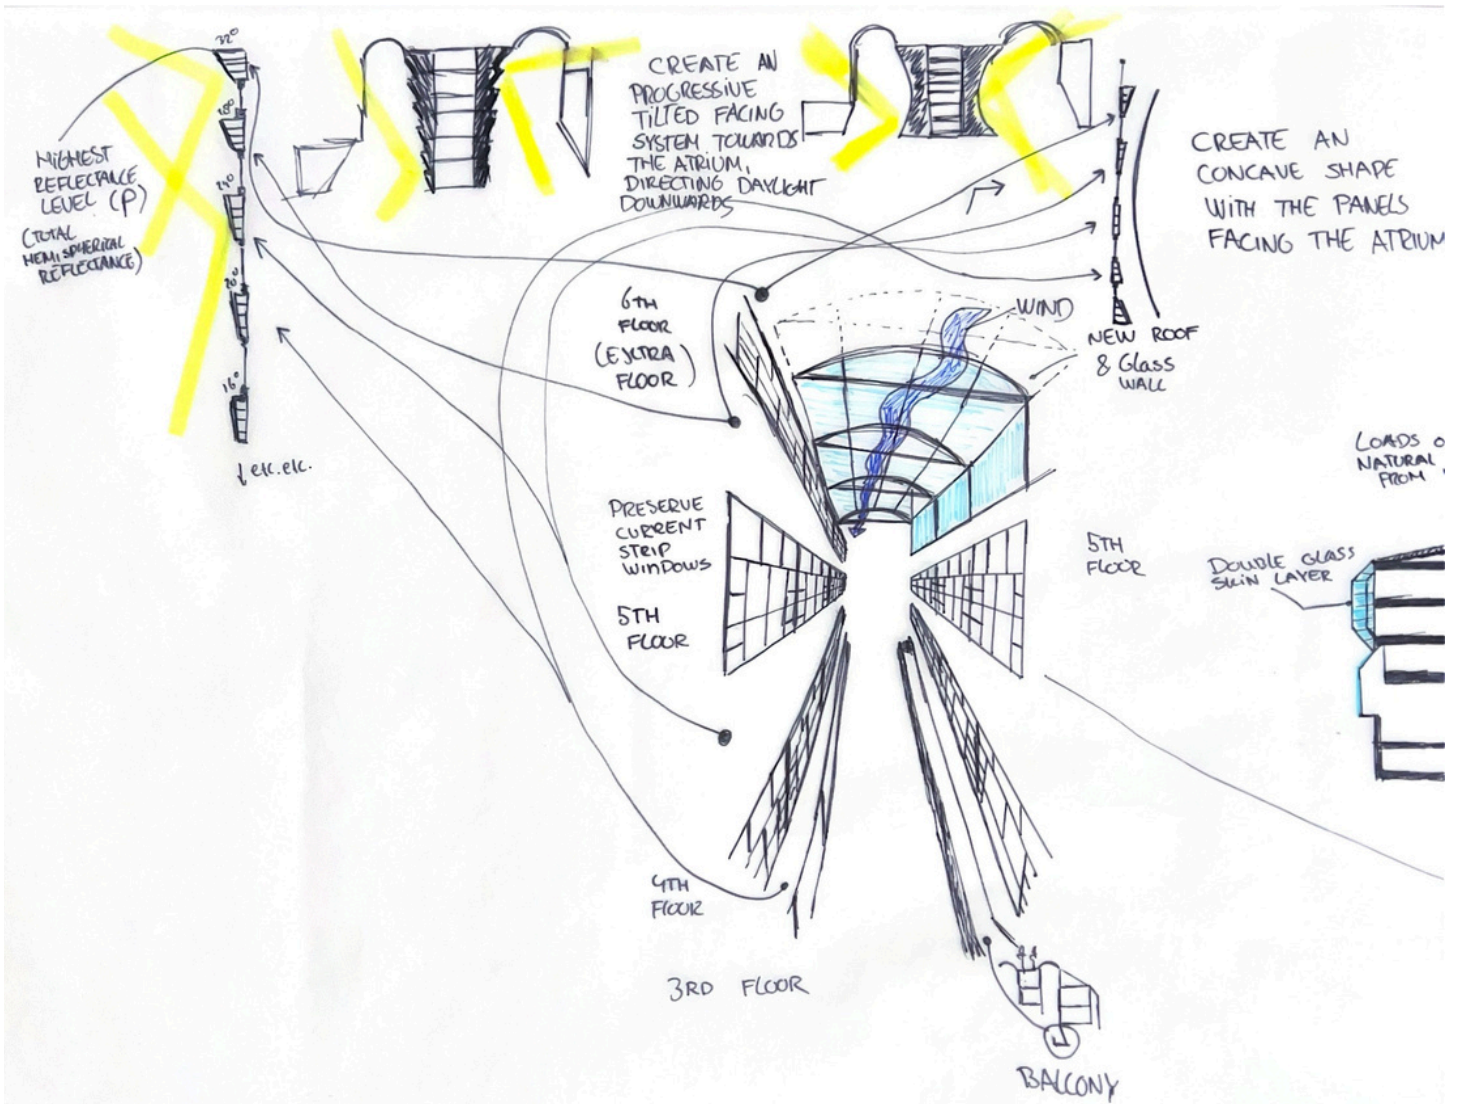 32°
28°
24°
20°
16°
↓ etc. etc.
HIGHEST
REFLECTANCE
LEVEL (P)
(TOTAL
HEMISPHERICAL
REFLECTANCE)
CREATE AN
PROGRESSIVE
TILTED FACING
SYSTEM TOWARDS
THE ATRIUM,
DIRECTING DAYLIGHT
DOWNWARDS
CREATE AN
CONCAVE SHAPE
WITH THE PANELS
FACING THE ATRIUM
6TH
FLOOR
(EXTRA
FLOOR)
WIND
NEW ROOF
& Glass
WALL
PRESERVE
CURRENT
STRIP
WINDOWS
5TH
FLOOR
5TH
FLOOR
LOADS O
NATURAL
FROM
DOUBLE GLASS
SKIN LAYER
4TH
FLOOR
3RD FLOOR
BALCONY